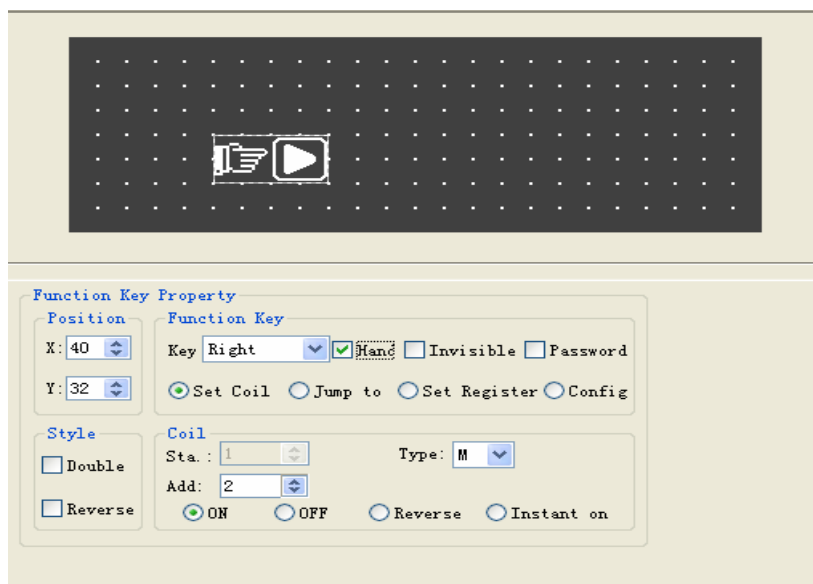 Function Key Property
Position
Function Key
X: 40
Key Right Hand Invisible Password
Y: 32
Set Coil Jump to Set Register Config
Style
Coil
Double
Sta.: 1 Type: M
Add: 2
Reverse
ON OFF Reverse Instant on